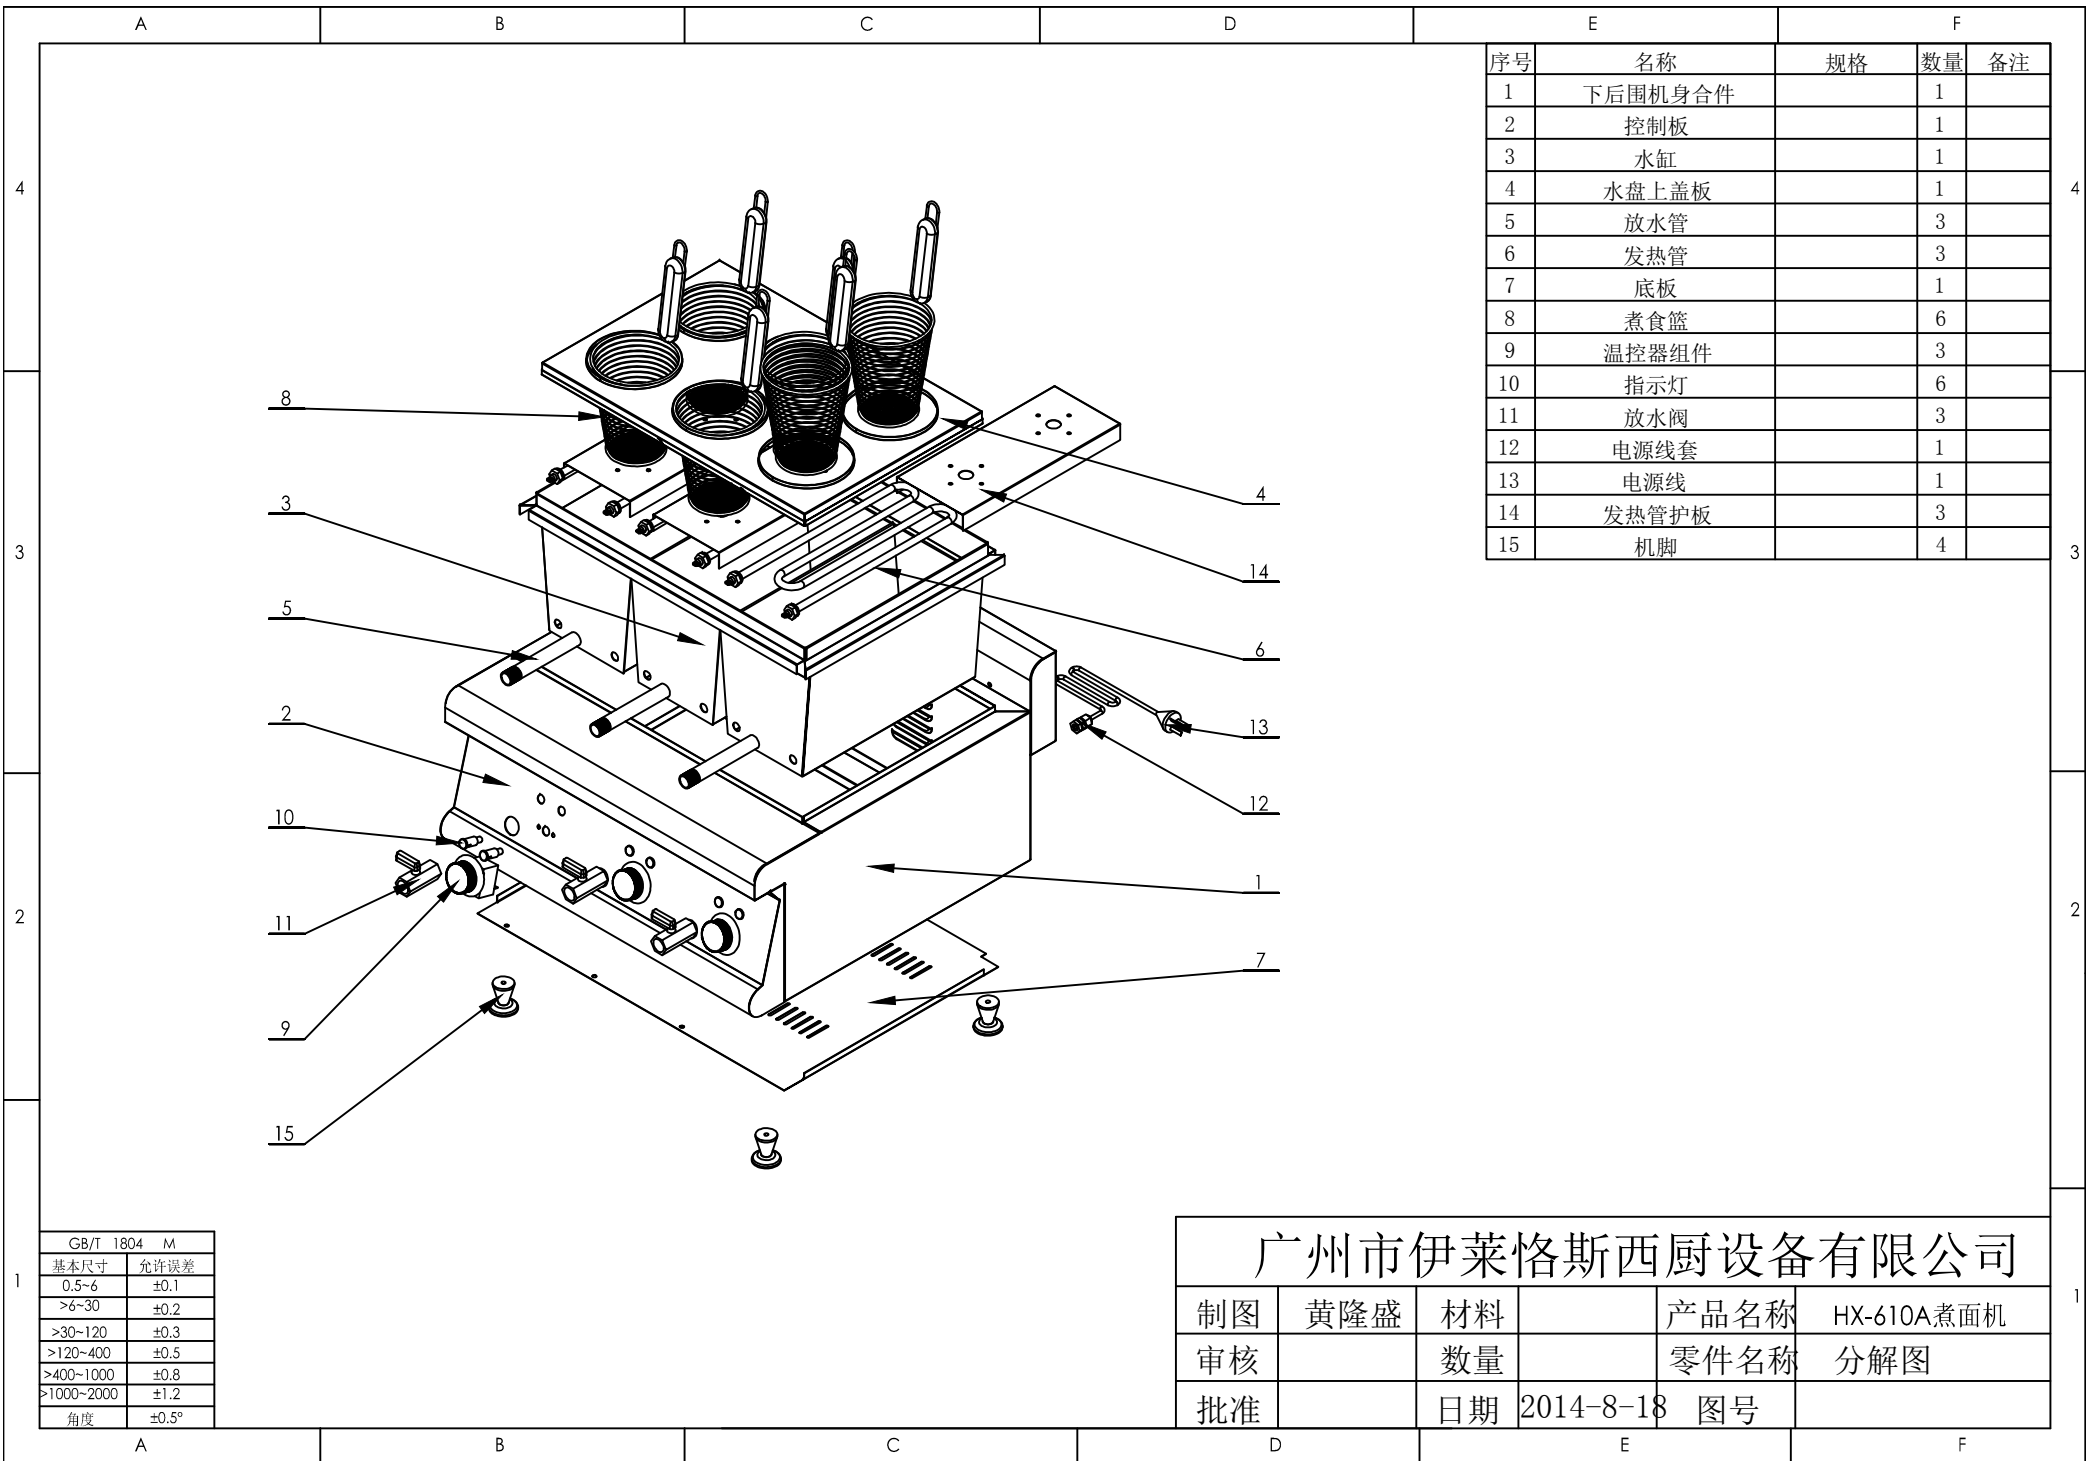 A B C D E F
序号 名称 规格 数量 备注
1 下后围机身合件 1
2 控制板 1
3 水缸 1
4 水盘上盖板 1
5 放水管 3
6 发热管 3
7 底板 1
8 煮食篮 6
9 温控器组件 3
10 指示灯 6
11 放水阀 3
12 电源线套 1
13 电源线 1
14 发热管护板 3
15 机脚 4
4
4
3
3
2
2
1
1
8
3
5
2
10
11
9
15
4
14
6
13
12
1
7
GB/T 1804 M
基本尺寸 允许误差
0.5~6 ±0.1
>6~30 ±0.2
>30~120 ±0.3
>120~400 ±0.5
>400~1000 ±0.8
>1000~2000 ±1.2
角度 ±0.5°
广州市伊莱恪斯西厨设备有限公司
制图 黄隆盛 材料 产品名称 HX-610A煮面机
审核 数量 零件名称 分解图
批准 日期 2014-8-18 图号
A B C D E F